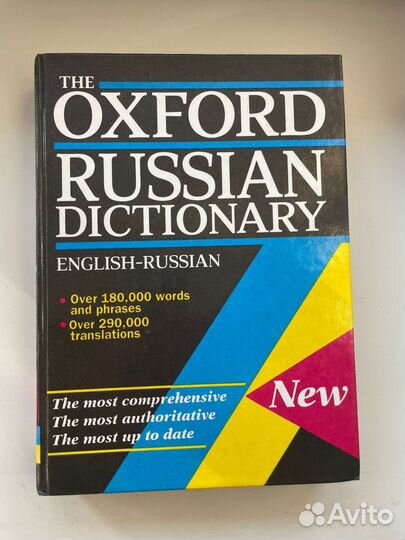 THE
OXFORD
RUSSIAN
DICTIONARY
ENGLISH-RUSSIAN
• Over 180,000 words
and phrases
• Over 290,000
translations
New
The most comprehensive
The most authoritative
The most up to date
Avito